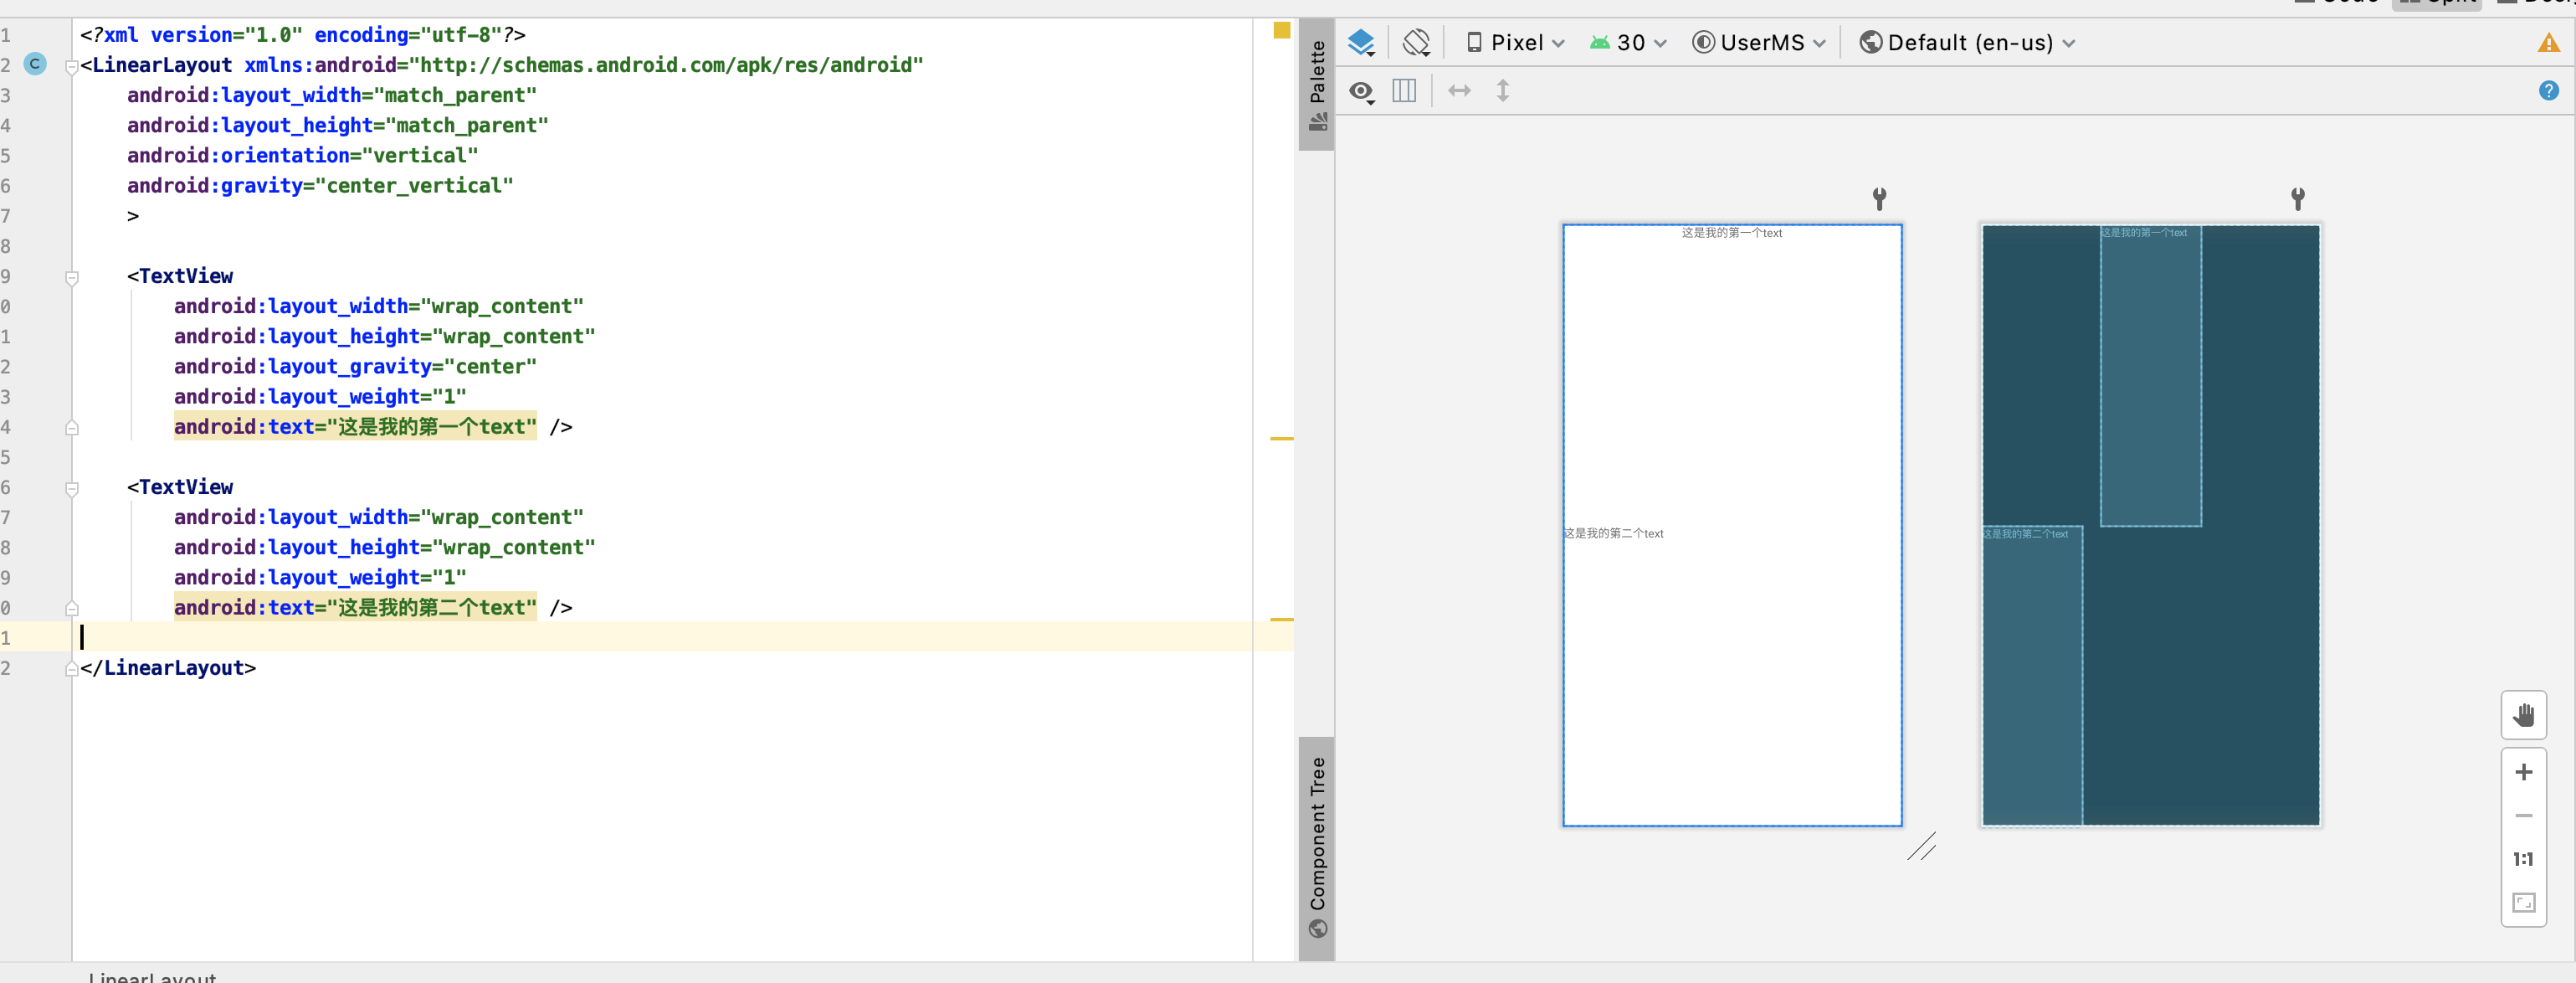 Split
1 <?xml version="1.0" encoding="utf-8"?>
2 C <LinearLayout xmlns:android="http://schemas.android.com/apk/res/android"
3 android:layout_width="match_parent"
4 android:layout_height="match_parent"
5 android:orientation="vertical"
6 android:gravity="center_vertical"
7 >
8
9 <TextView
0 android:layout_width="wrap_content"
1 android:layout_height="wrap_content"
2 android:layout_gravity="center"
3 android:layout_weight="1"
4 android:text="这是我的第一个text" />
5
6 <TextView
7 android:layout_width="wrap_content"
8 android:layout_height="wrap_content"
9 android:layout_weight="1"
0 android:text="这是我的第二个text" />
1
2 </LinearLayout>
LinearLayout
Palette
Component Tree
Pixel 30 UserMS Default (en-us)
?
这是我的第一个text
这是我的第二个text
这是我的第一个text
这是我的第二个text
1:1